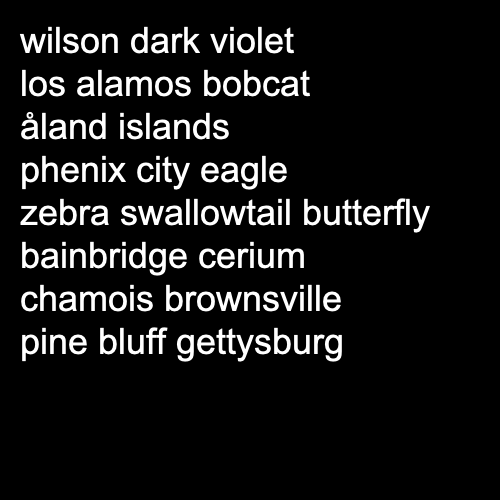 wilson dark violet
los alamos bobcat
åland islands
phenix city eagle
zebra swallowtail butterfly
bainbridge cerium
chamois brownsville
pine bluff gettysburg